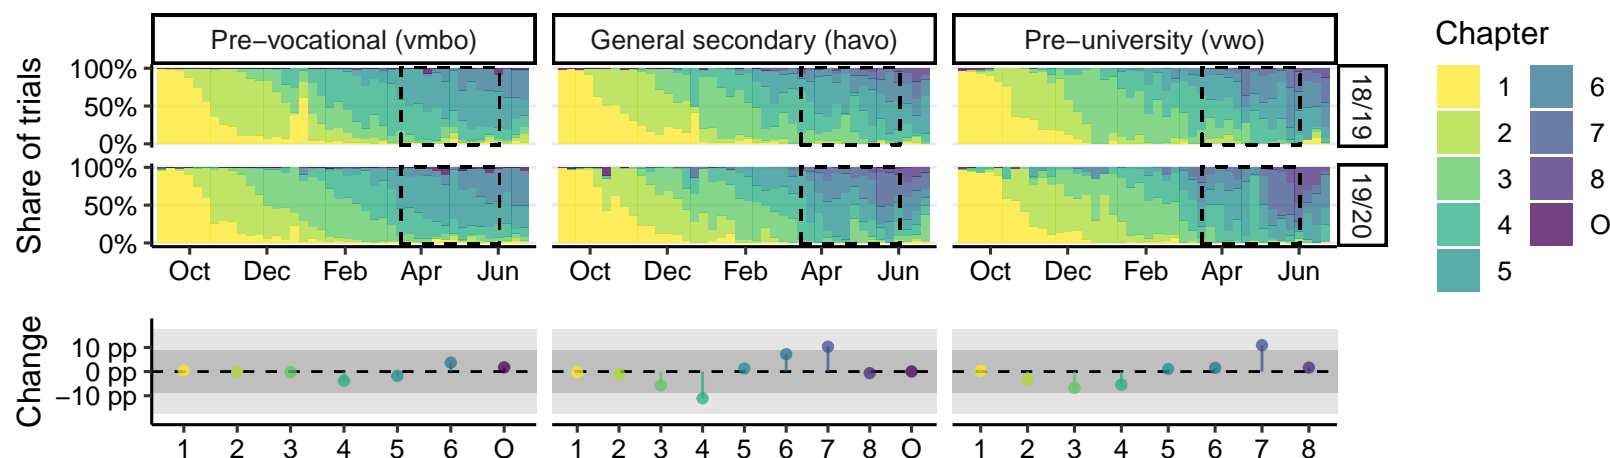 Pre−vocational (vmbo)
General secondary (havo)
Pre−university (vwo)
Share of trials
100%
50%
0%
18/19
100%
50%
0%
19/20
Oct Dec Feb Apr Jun
Oct Dec Feb Apr Jun
Oct Dec Feb Apr Jun
Change
10 pp
0 pp
−10 pp
1 2 3 4 5 6 O
1 2 3 4 5 6 7 8 O
1 2 3 4 5 6 7 8
Chapter
1
2
3
4
5
6
7
8
O